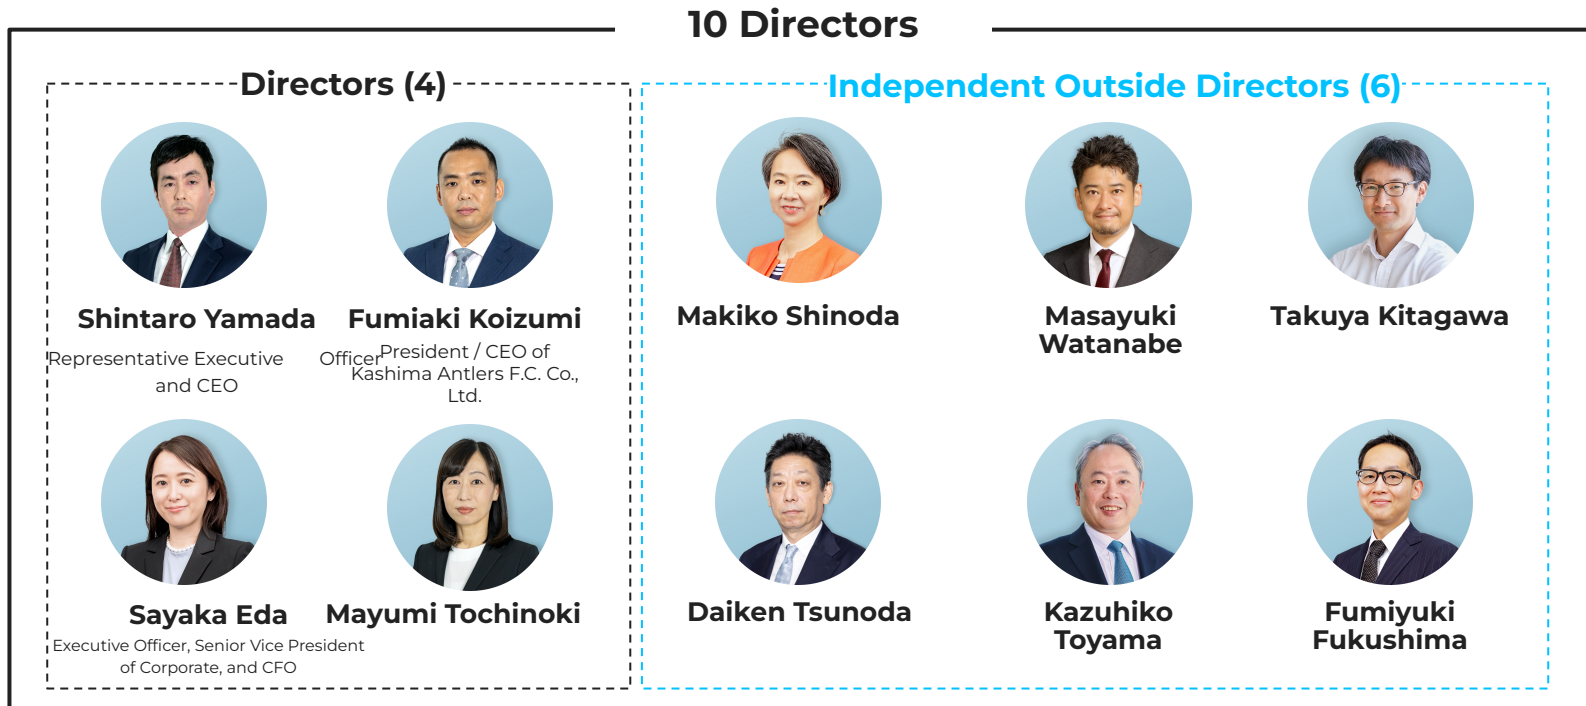 10 Directors
Directors (4)
Shintaro Yamada
Representative Executive Officer
and CEO
Fumiaki Koizumi
President / CEO of
Kashima Antlers F.C. Co.,
Ltd.
Sayaka Eda
Executive Officer, Senior Vice President
of Corporate, and CFO
Mayumi Tochinoki
Independent Outside Directors (6)
Makiko Shinoda
Masayuki
Watanabe
Takuya Kitagawa
Daiken Tsunoda
Kazuhiko
Toyama
Fumiyuki
Fukushima